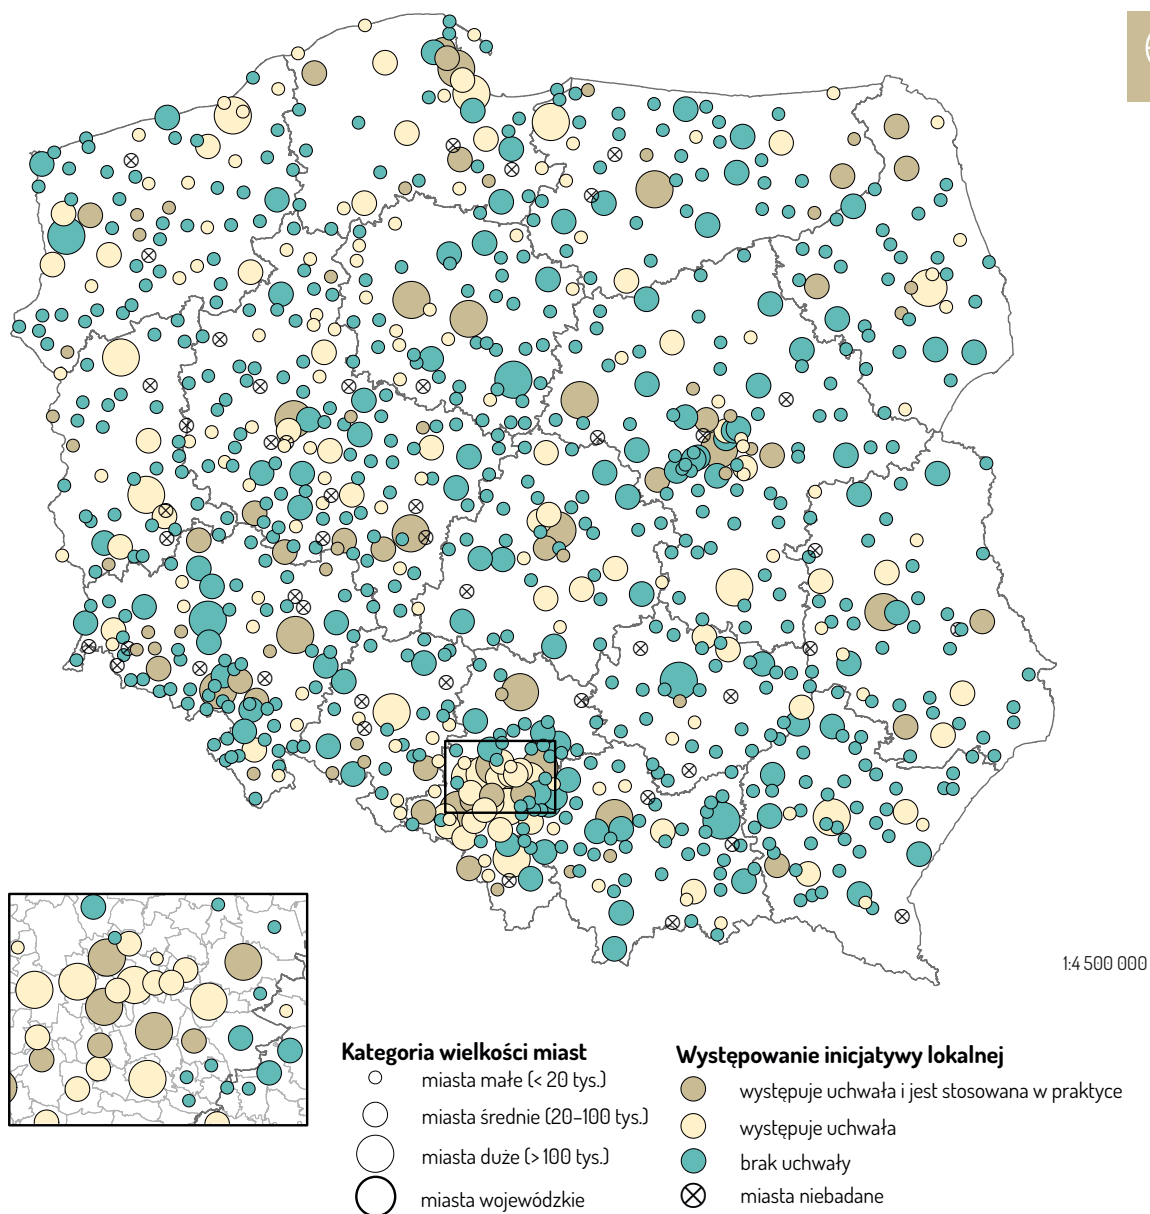 1:4 500 000
Kategoria wielkości miast
miasta małe (< 20 tys.)
miasta średnie (20–100 tys.)
miasta duże (> 100 tys.)
miasta wojewódzkie
Występowanie inicjatywy lokalnej
występuje uchwała i jest stosowana w praktyce
występuje uchwała
brak uchwały
miasta niebadane